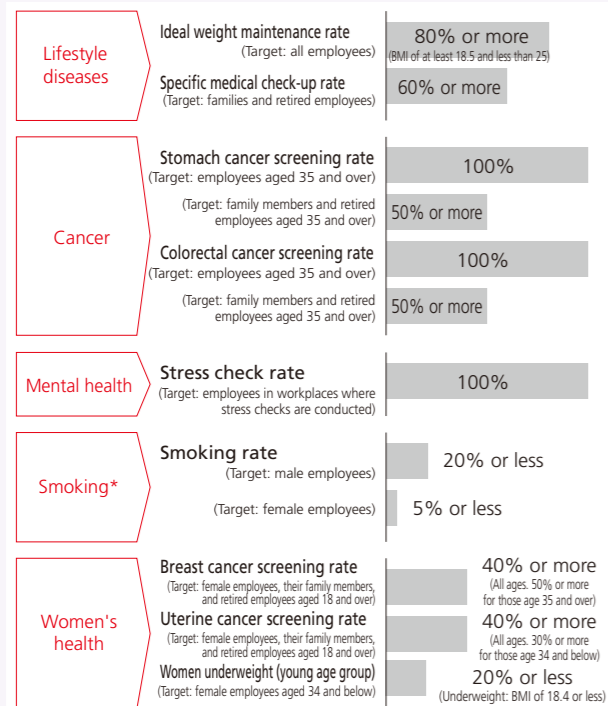 Lifestyle
diseases
Ideal weight maintenance rate
(Target: all employees)
80% or more
(BMI of at least 18.5 and less than 25)
Specific medical check-up rate
(Target: families and retired employees)
60% or more
Cancer
Stomach cancer screening rate
(Target: employees aged 35 and over)
100%
(Target: family members and retired
employees aged 35 and over)
50% or more
Colorectal cancer screening rate
(Target: employees aged 35 and over)
100%
(Target: family members and retired
employees aged 35 and over)
50% or more
Mental health
Stress check rate
(Target: employees in workplaces where
stress checks are conducted)
100%
Smoking*
Smoking rate
(Target: male employees)
20% or less
(Target: female employees)
5% or less
Women's
health
Breast cancer screening rate
(Target: female employees, their family members,
and retired employees aged 18 and over)
40% or more
(All ages. 50% or more
for those age 35 and over)
Uterine cancer screening rate
(Target: female employees, their family members,
and retired employees aged 18 and over)
40% or more
(All ages. 30% or more
for those age 34 and below)
Women underweight (young age group)
(Target: female employees aged 34 and below)
20% or less
(Underweight: BMI of 18.4 or less)